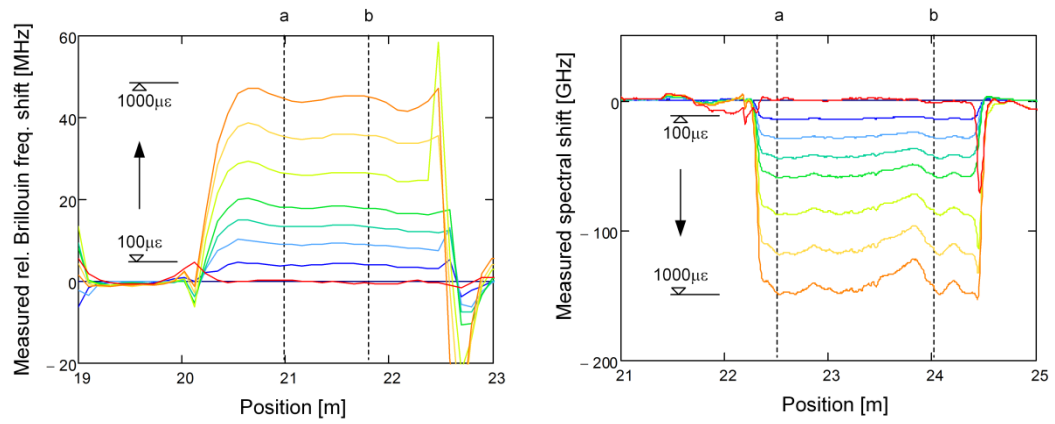 a b
Measured rel. Brillouin freq. shift [MHz]
60
40
20
0
− 20
1000με
100με
19 20 21 22 23
Position [m]
a b
Measured spectral shift [GHz]
0
− 100
− 200
100με
1000με
21 22 23 24 25
Position [m]